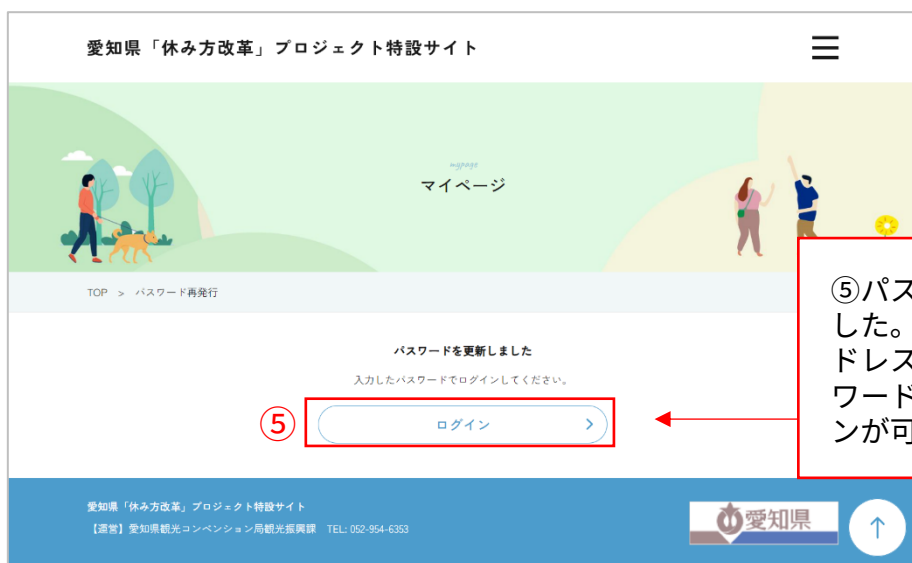 愛知県「休み方改革」プロジェクト特設サイト
mypage
マイページ
TOP > パスワード再発行
パスワードを更新しました
入力したパスワードでログインしてください。
⑤
ログイン
⑤パス
した。
ドレス
ワード
ンが可
愛知県「休み方改革」プロジェクト特設サイト
【運営】愛知県観光コンベンション局観光振興課 TEL: 052-954-6353
愛知県